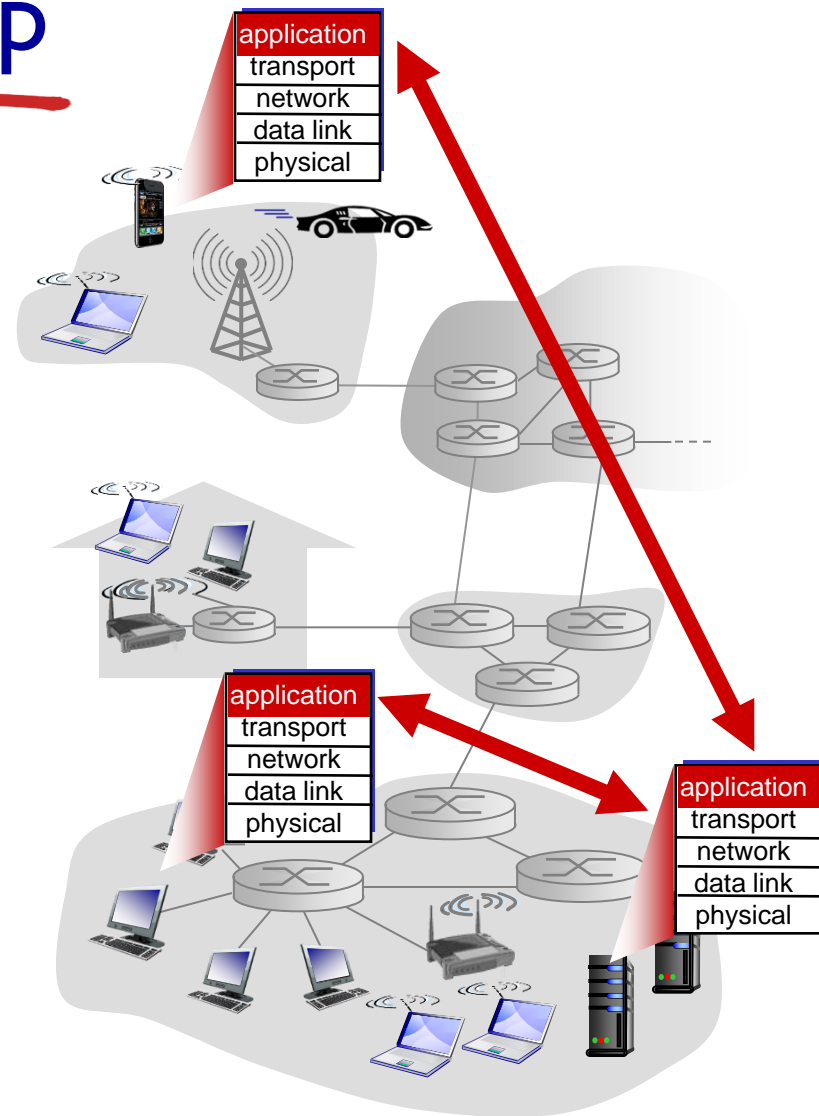 p
application
transport
network
data link
physical
application
transport
network
data link
physical
application
transport
network
data link
physical